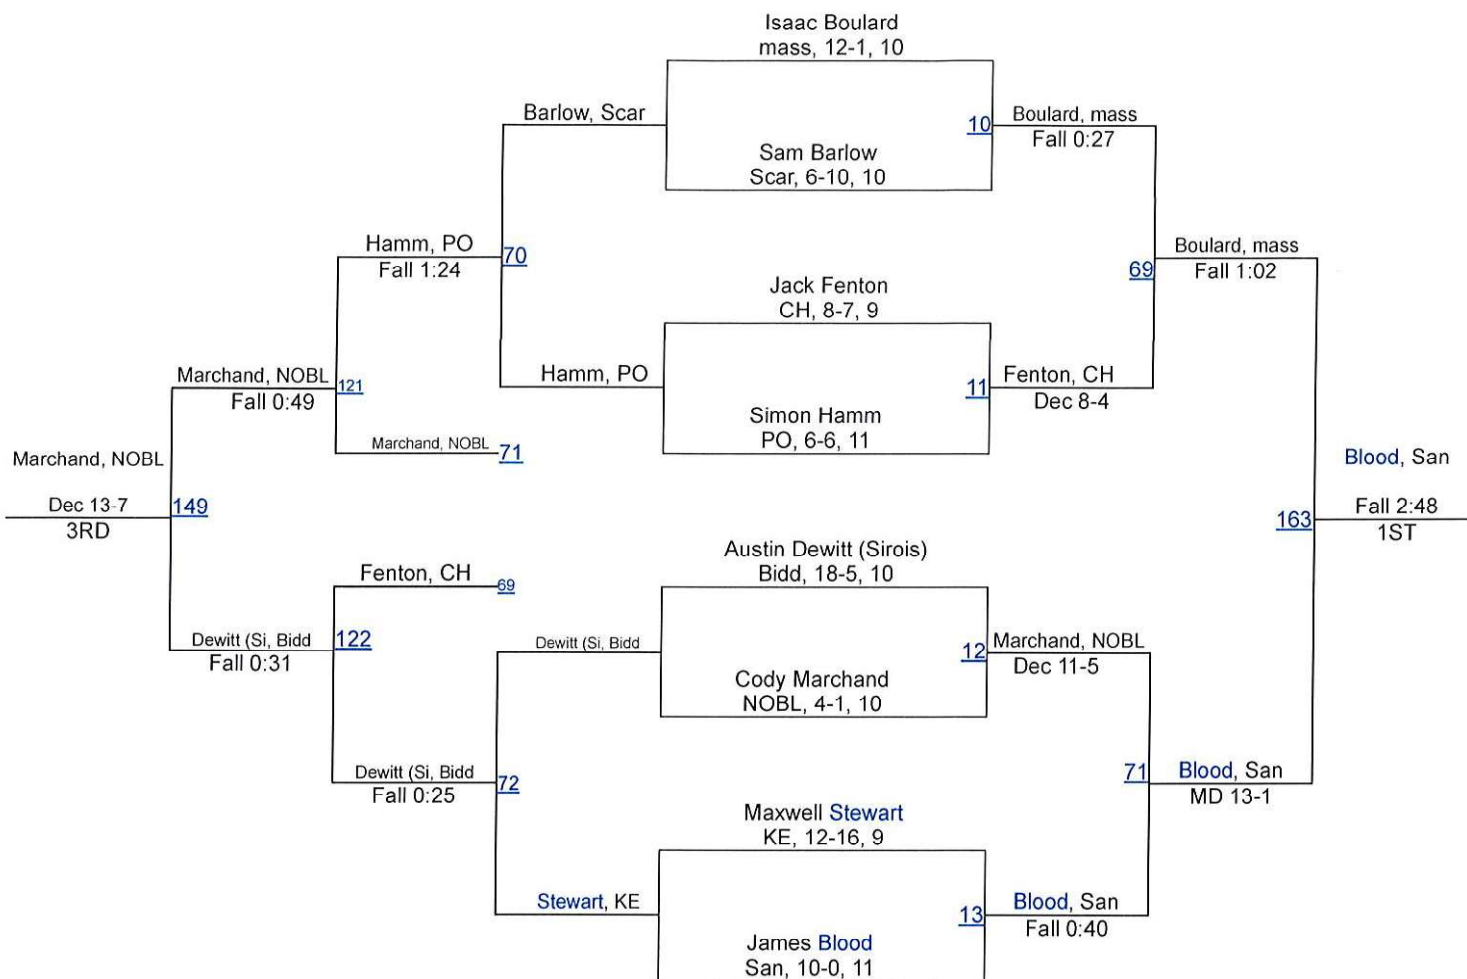 Isaac Boulard
mass, 12-1, 10
Barlow, Scar
10
Boulard, mass
Fall 0:27
Sam Barlow
Scar, 6-10, 10
Hamm, PO
Fall 1:24
70
Boulard, mass
69
Fall 1:02
Jack Fenton
CH, 8-7, 9
Marchand, NOBL
Fall 0:49
121
Hamm, PO
11
Fenton, CH
Dec 8-4
Simon Hamm
PO, 6-6, 11
Marchand, NOBL
71
Marchand, NOBL
Dec 13-7
3RD
149
Blood, San
163
Fall 2:48
1ST
Austin Dewitt (Sirois)
Bidd, 18-5, 10
Fenton, CH
69
Dewitt (Si, Bidd
Fall 0:31
122
Dewitt (Si, Bidd
12
Marchand, NOBL
Dec 11-5
Cody Marchand
NOBL, 4-1, 10
Dewitt (Si, Bidd
Fall 0:25
72
71
Blood, San
MD 13-1
Maxwell Stewart
KE, 12-16, 9
Stewart, KE
13
Blood, San
Fall 0:40
James Blood
San, 10-0, 11